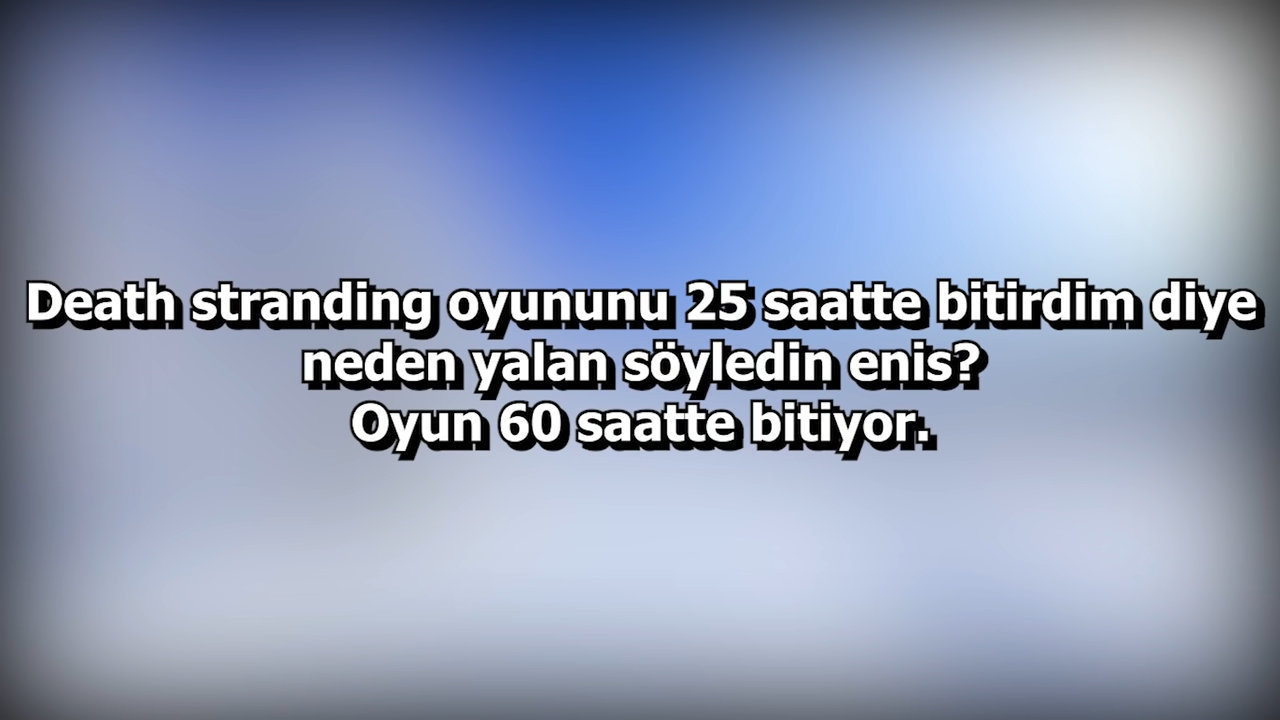 Death stranding oyununu 25 saatte bitirdim diye
neden yalan söyledin enis?
Oyun 60 saatte bitiyor.